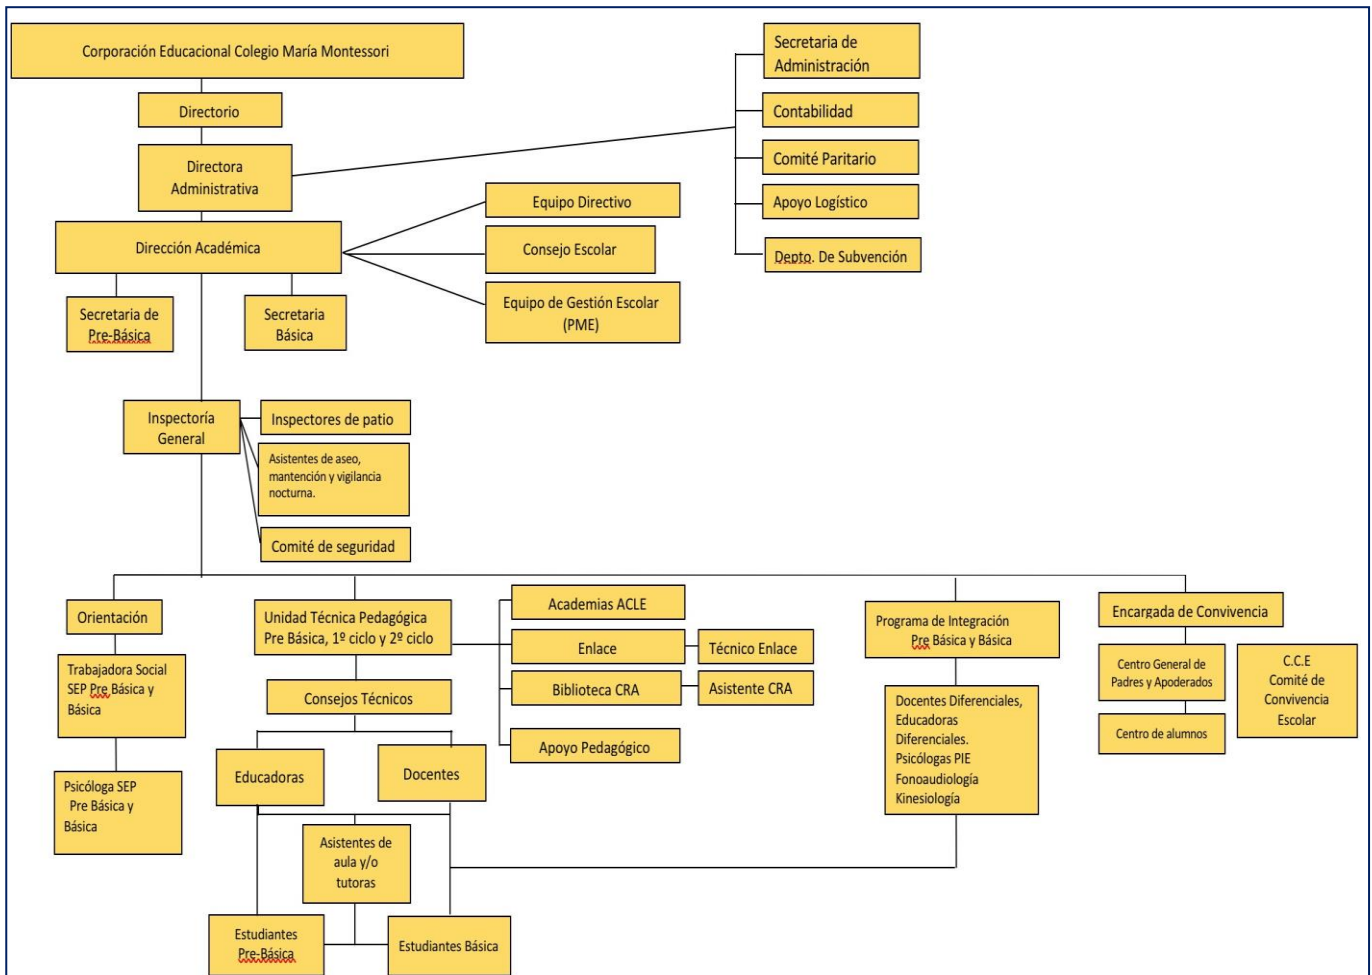 Corporación Educacional Colegio María Montessori
Directorio
Directora
Administrativa
Secretaria de
Administración
Contabilidad
Comité Paritario
Apoyo Logístico
Depto. De Subvención
Dirección Académica
Equipo Directivo
Consejo Escolar
Equipo de Gestión Escolar
(PME)
Secretaria de
Pre-Básica
Secretaria
Básica
Inspectoría
General
Inspectores de patio
Asistentes de aseo,
mantención y vigilancia
nocturna.
Comité de seguridad
Orientación
Trabajadora Social
SEP Pre Básica y
Básica
Psicóloga SEP
Pre Básica y
Básica
Unidad Técnica Pedagógica
Pre Básica, 1º ciclo y 2º ciclo
Consejos Técnicos
Educadoras
Docentes
Asistentes de
aula y/o
tutoras
Estudiantes
Pre-Básica
Estudiantes Básica
Academias ACLE
Enlace
Técnico Enlace
Biblioteca CRA
Asistente CRA
Apoyo Pedagógico
Programa de Integración
Pre Básica y Básica
Docentes Diferenciales,
Educadoras
Diferenciales.
Psicólogas PIE
Fonoaudiología
Kinesiología
Encargada de Convivencia
Centro General de
Padres y Apoderados
Centro de alumnos
C.C.E
Comité de
Convivencia
Escolar